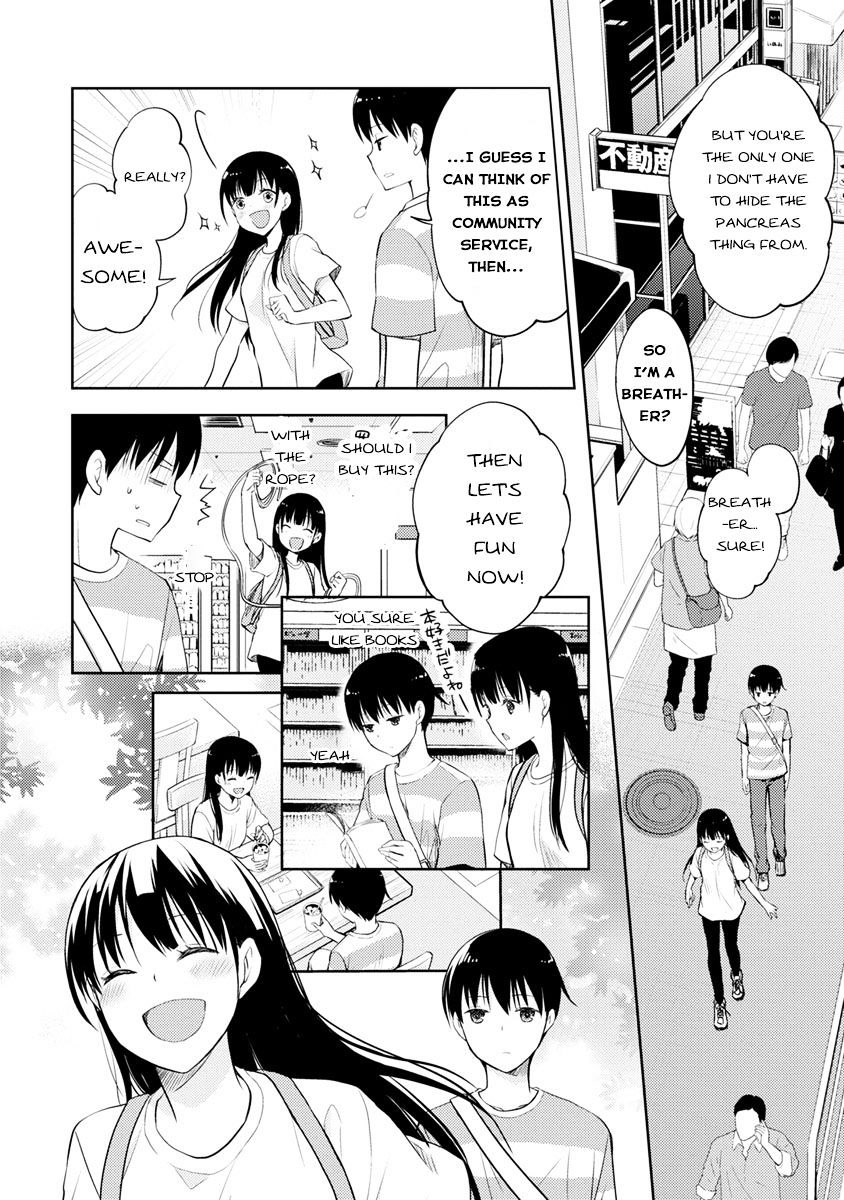 BUT YOU'RE
THE ONLY ONE
I DON'T HAVE
TO HIDE THE
PANCREAS
THING FROM.
不動産
SO
I'M A
BREATH-
ER?
BREATH
-ER...
SURE!
...I GUESS I
CAN THINK OF
THIS AS
COMMUNITY
SERVICE,
THEN...
REALLY?
AWE-
SOME!
THEN
LETS
HAVE
FUN
NOW!
SHOULD I
BUY THIS?
WITH
THE
ROPE?
STOP
YOU SURE
LIKE BOOKS
本好きだよね
YEAH